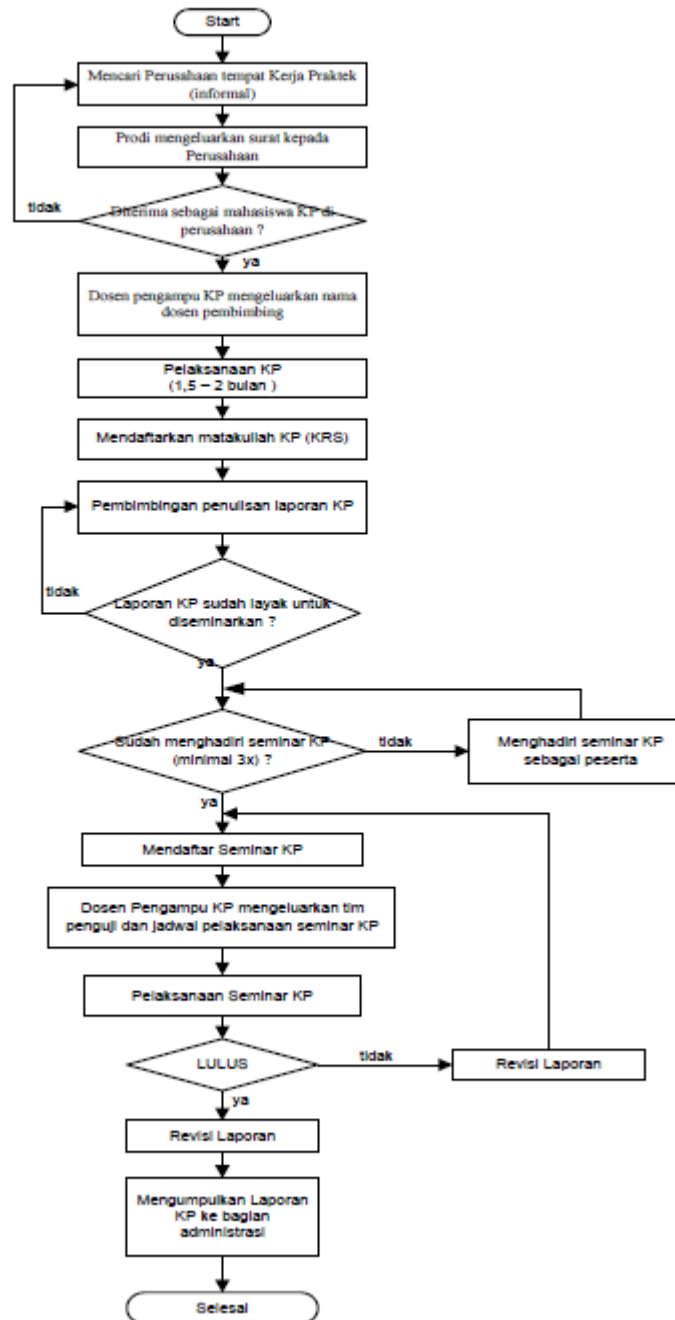 Start
Mencari Perusahaan tempat Kerja Praktek
(informal)
Prodi mengeluarkan surat kepada
Perusahaan
tidak
Diterima sebagai mahasiswa KP di
perusahaan ?
ya
Dosen pengampu KP mengeluarkan nama
dosen pembimbing
Pelaksanaan KP
(1,5 – 2 bulan )
Mendaftarkan matakuliah KP (KRS)
Pembimbingan penulisan laporan KP
tidak
Laporan KP sudah layak untuk
diseminarkan ?
ya
Sudah menghadiri seminar KP
(minimal 3x) ?
tidak
Menghadiri seminar KP
sebagai peserta
ya
Mendaftar Seminar KP
Dosen Pengampu KP mengeluarkan tim
penguji dan jadwal pelaksanaan seminar KP
Pelaksanaan Seminar KP
LULUS
tidak
Revisi Laporan
ya
Revisi Laporan
Mengumpulkan Laporan
KP ke bagian
administrasi
Selesai